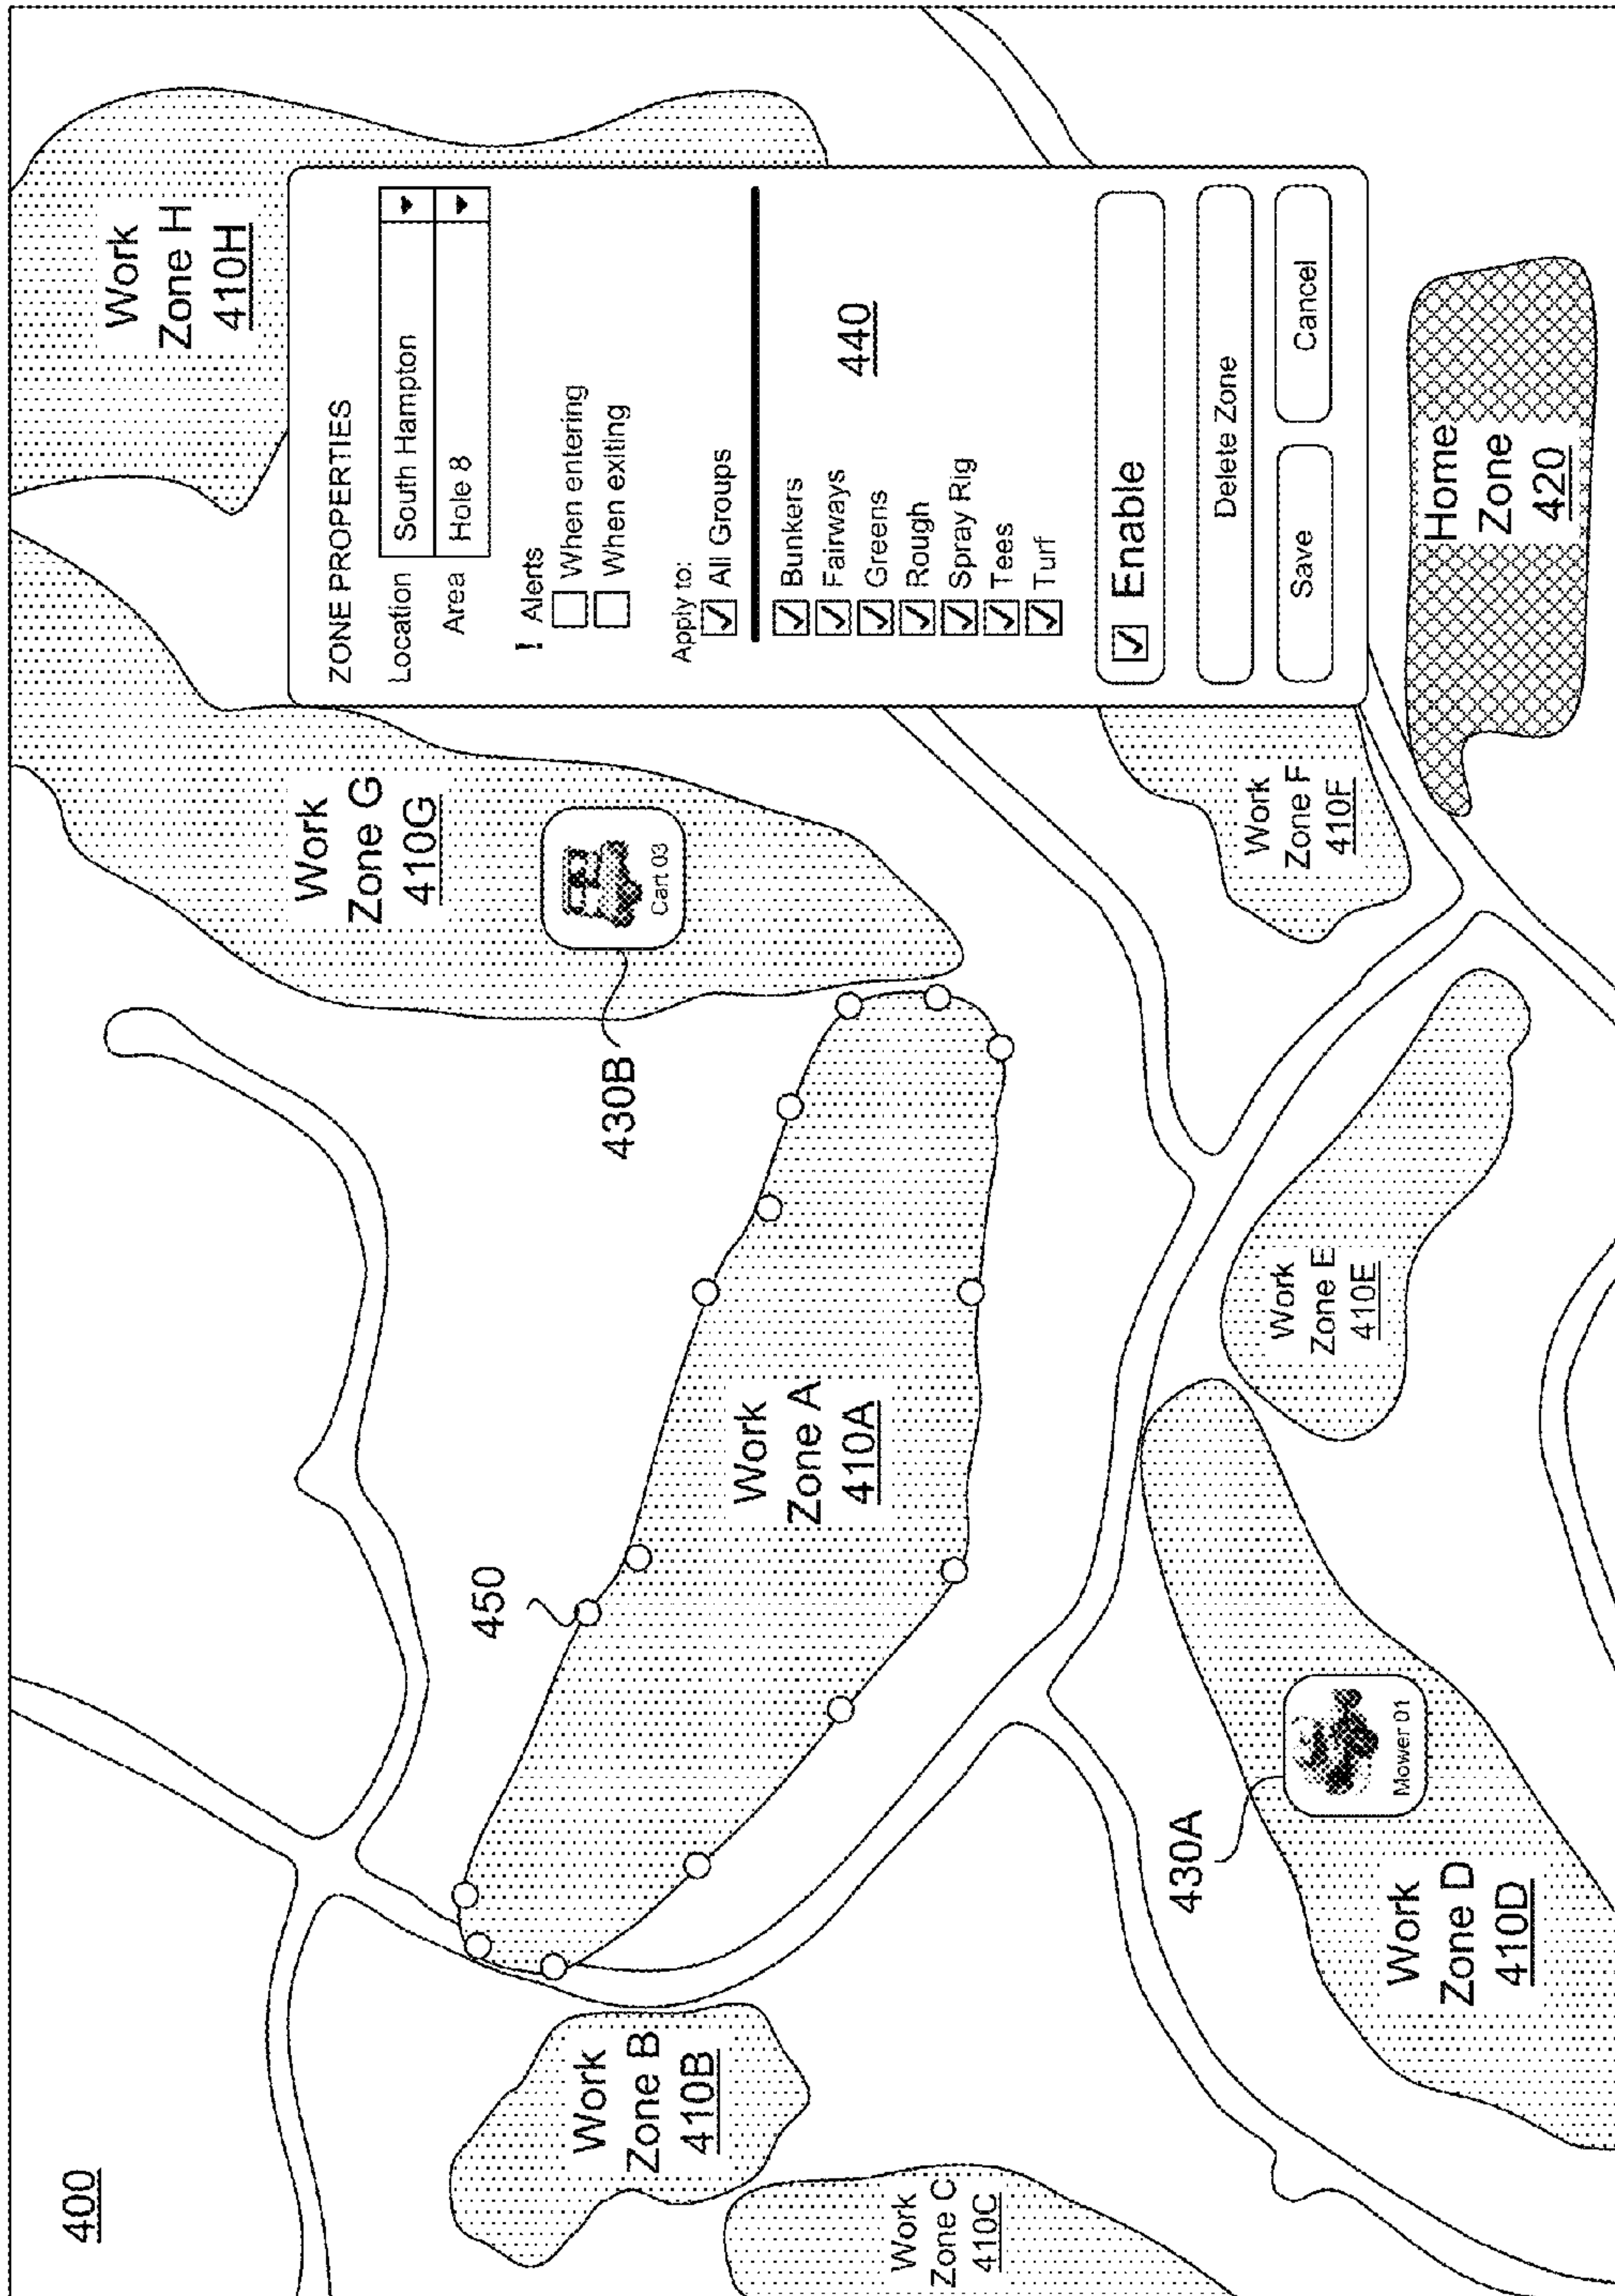 400
Work
Zone H
410H
Work
Zone G
410G
Cart 03
430B
450
Work
Zone A
410A
Work
Zone B
410B
Work
Zone C
410C
430A
Mower 01
Work
Zone D
410D
Work
Zone E
410E
Work
Zone F
410F
Home
Zone
420
ZONE PROPERTIES
Location South Hampton
Area Hole 8
! Alerts
When entering
When exiting
Apply to:
All Groups
Bunkers
Fairways
Greens
Rough
Spray Rig
Tees
Turf
440
Enable
Delete Zone
Save Cancel